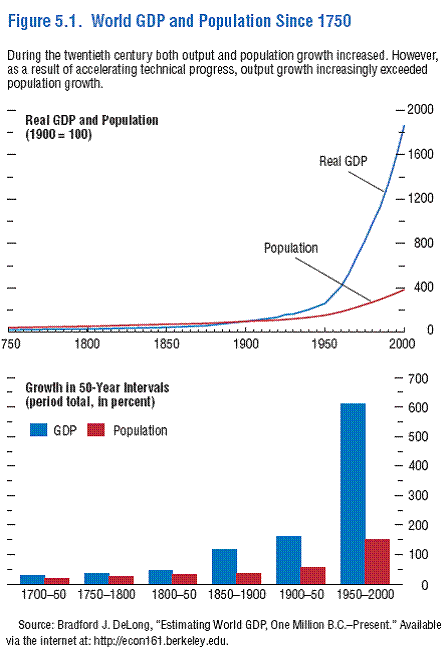 Figure 5.1. World GDP and Population Since 1750
During the twentieth century both output and population growth increased. However,
as a result of accelerating technical progress, output growth increasingly exceeded
population growth.
Real GDP and Population
(1900 = 100)
2000
1600
1200
800
400
0
Real GDP
Population
750 1800 1850 1900 1950 2000
Growth in 50-Year Intervals
(period total, in percent)
GDP Population
700
600
500
400
300
200
100
0
1700–50 1750–1800 1800–50 1850–1900 1900–50 1950–2000
Source: Bradford J. DeLong, "Estimating World GDP, One Million B.C.–Present." Available
via the internet at: http://econ161.berkeley.edu.